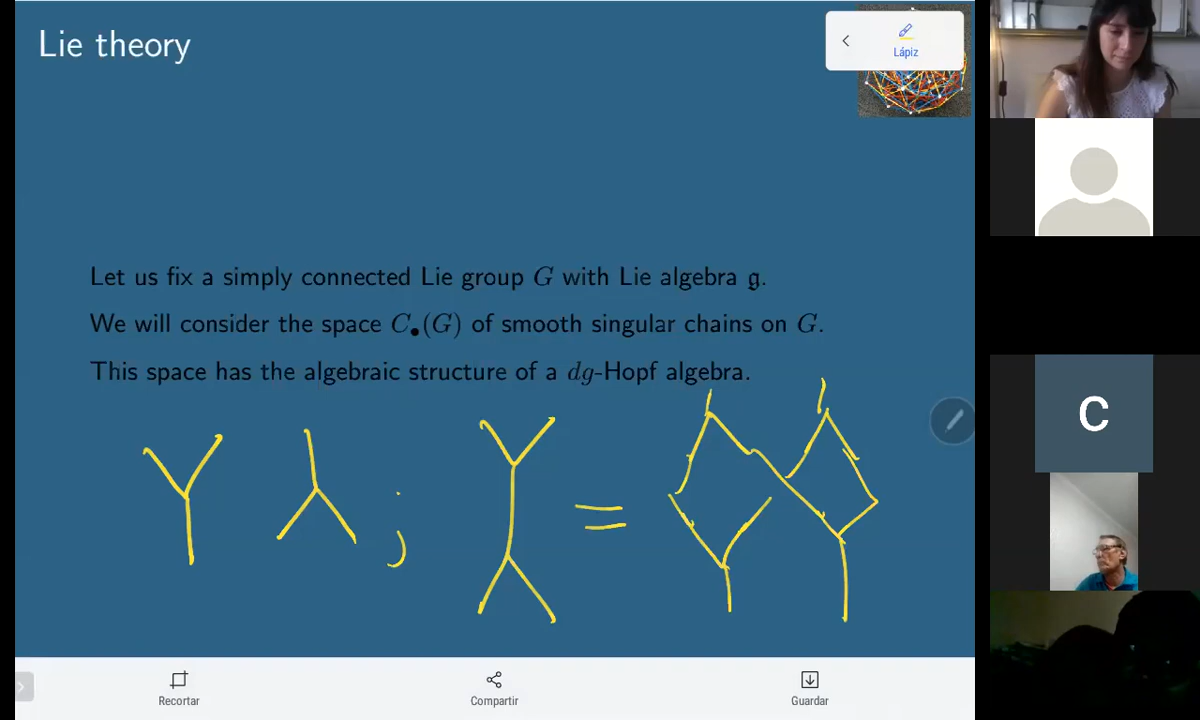 Lie theory
Lápiz
Let us fix a simply connected Lie group G with Lie algebra 𝔤.
We will consider the space C•(G) of smooth singular chains on G.
This space has the algebraic structure of a dg-Hopf algebra.
; =
C
Recortar
Compartir
Guardar